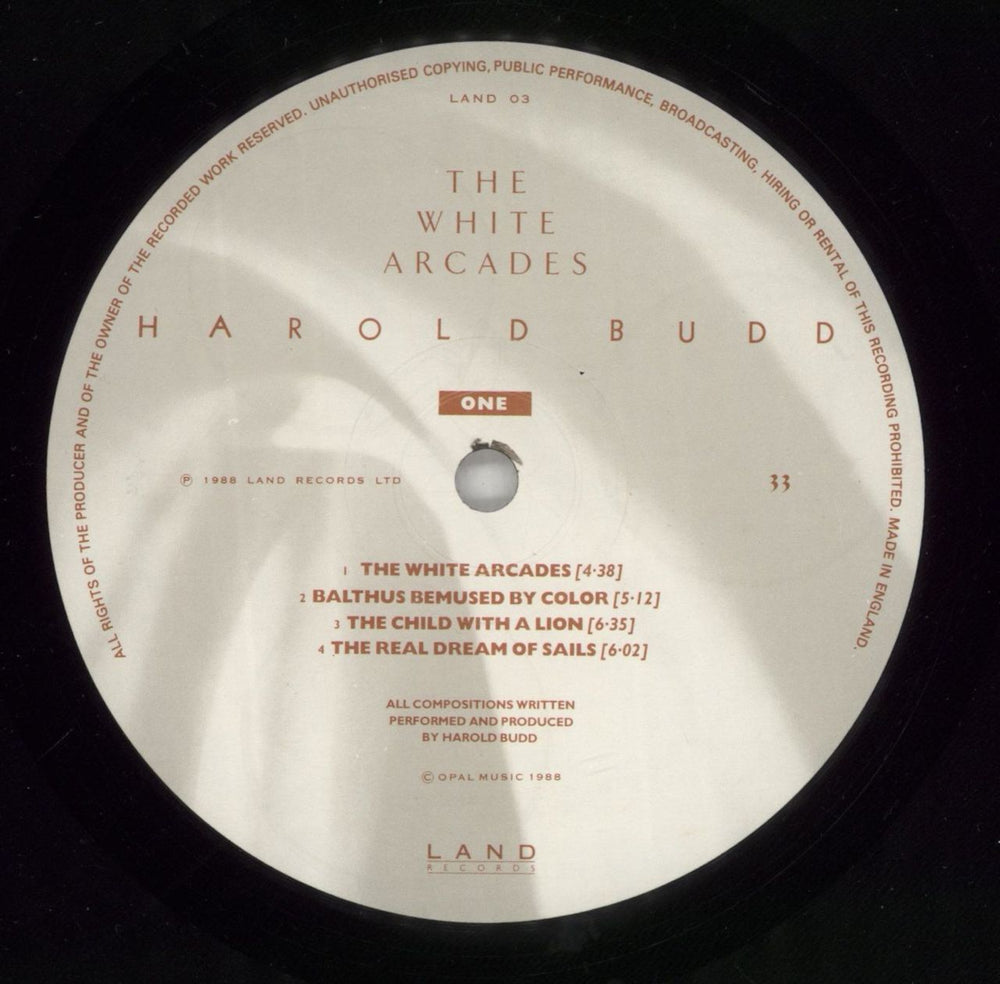 ALL RIGHTS OF THE PRODUCER AND OF THE OWNER OF THE RECORDED WORK RESERVED. UNAUTHORISED COPYING, PUBLIC PERFORMANCE, BROADCASTING, HIRING OR RENTAL OF THIS RECORDING PROHIBITED. MADE IN ENGLAND.
LAND 03
THE
WHITE
ARCADES
HAROLD BUDD
ONE
Ⓟ 1988 LAND RECORDS LTD
33
1 THE WHITE ARCADES [4·38]
2 BALTHUS BEMUSED BY COLOR [5·12]
3 THE CHILD WITH A LION [6·35]
4 THE REAL DREAM OF SAILS [6·02]
ALL COMPOSITIONS WRITTEN
PERFORMED AND PRODUCED
BY HAROLD BUDD
© OPAL MUSIC 1988
LAND
RECORDS